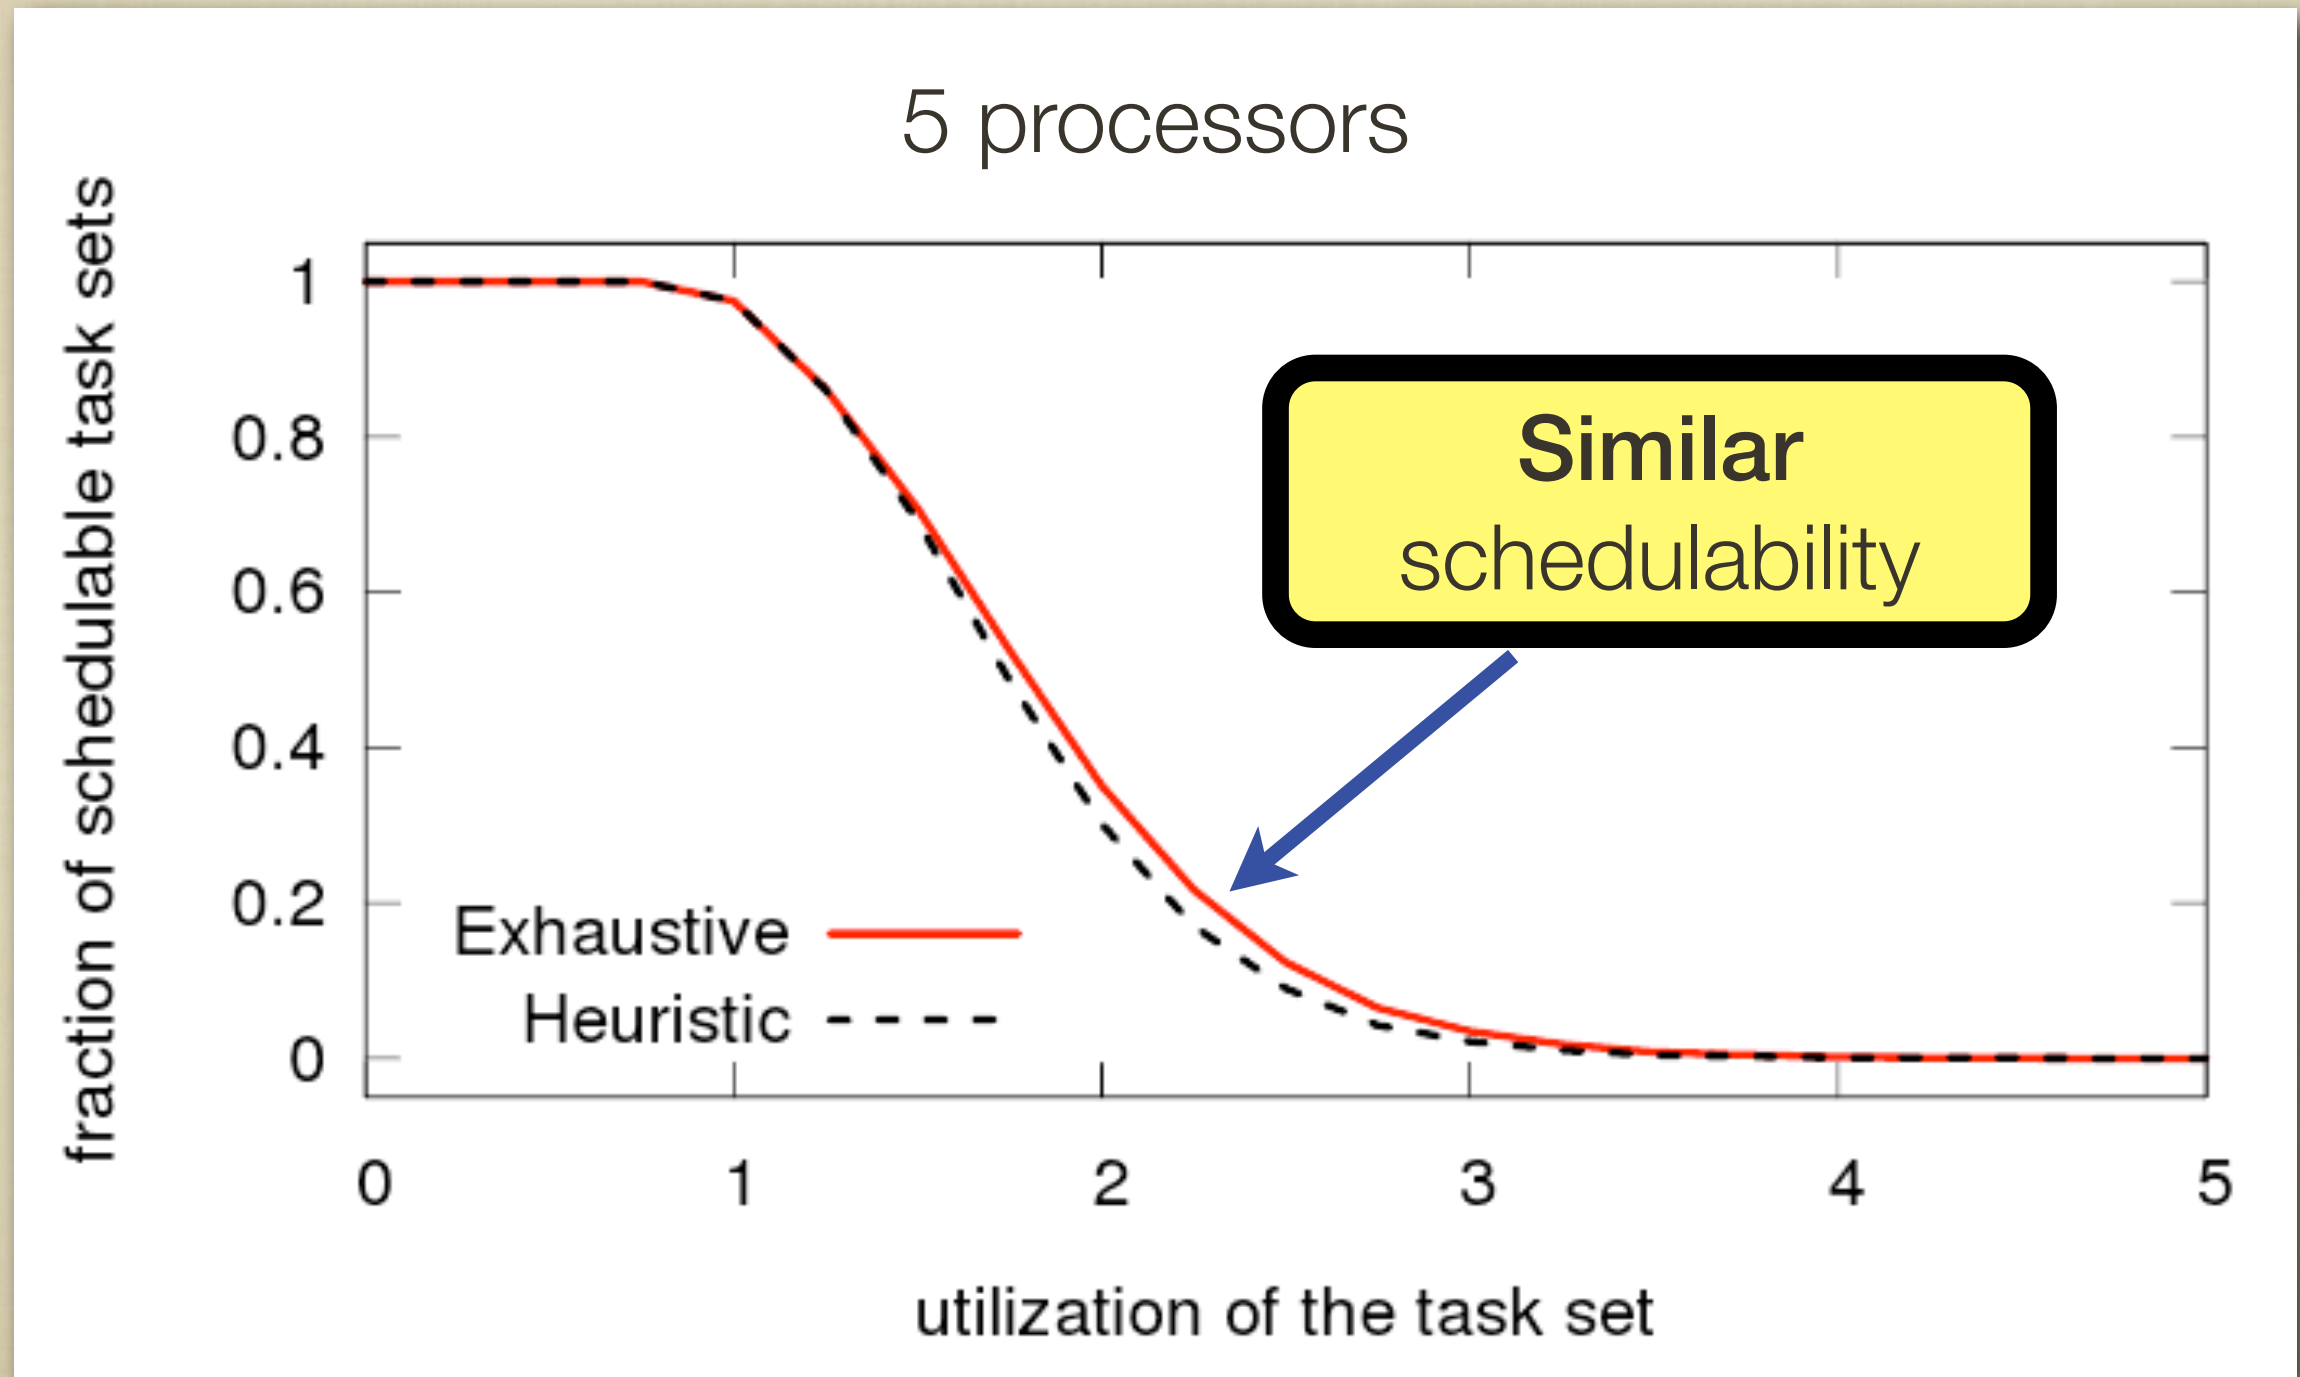 5 processors
fraction of schedulable task sets
1
0.8
0.6
0.4
0.2
0
Similar
schedulability
Exhaustive
Heuristic
0 1 2 3 4 5
utilization of the task set